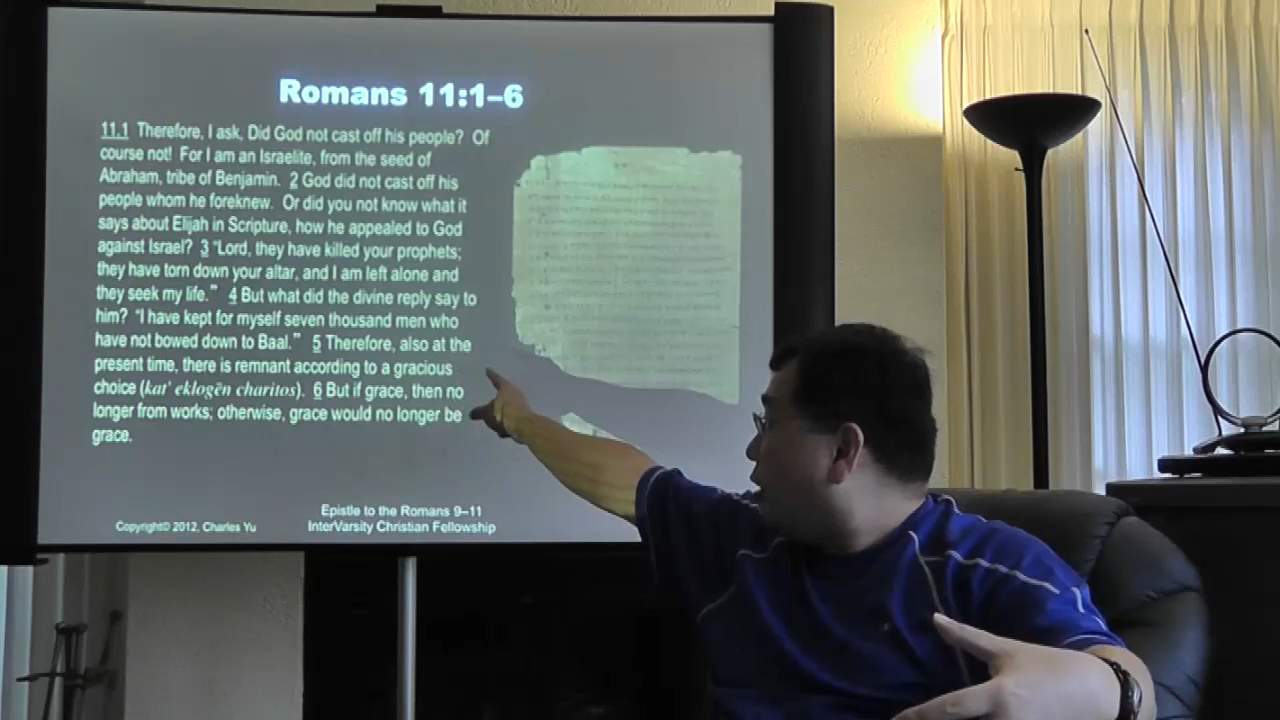 Romans 11:1–6
11.1 Therefore, I ask, Did God not cast off his people? Of
course not! For I am an Israelite, from the seed of
Abraham, tribe of Benjamin. 2 God did not cast off his
people whom he foreknew. Or did you not know what it
says about Elijah in Scripture, how he appealed to God
against Israel? 3 “Lord, they have killed your prophets;
they have torn down your altar, and I am left alone and
they seek my life.” 4 But what did the divine reply say to
him? “I have kept for myself seven thousand men who
have not bowed down to Baal.” 5 Therefore, also at the
present time, there is remnant according to a gracious
choice (kat’ eklogēn charitos). 6 But if grace, then no
longer from works; otherwise, grace would no longer be
grace.
Epistle to the Romans 9–11
Copyright© 2012, Charles Yu InterVarsity Christian Fellowship